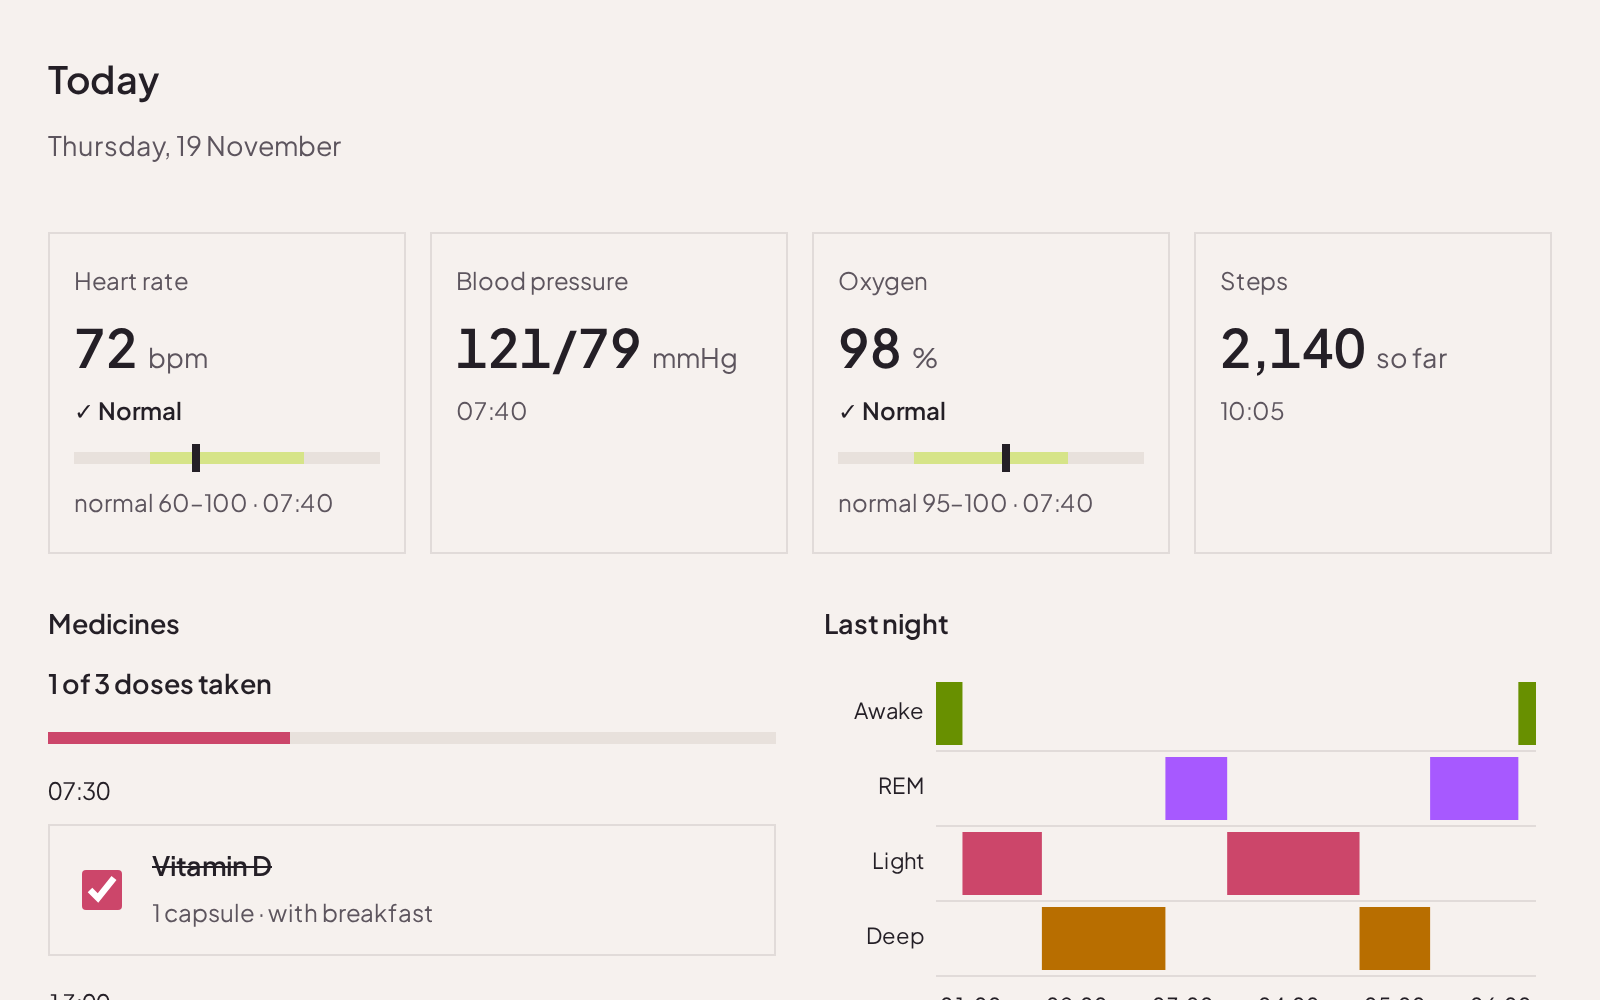 Today
Thursday, 19 November
Heart rate
72 bpm
✓ Normal
normal 60–100 · 07:40
Blood pressure
121/79 mmHg
07:40
Oxygen
98 %
✓ Normal
normal 95–100 · 07:40
Steps
2,140 so far
10:05
Medicines
1 of 3 doses taken
07:30
Vitamin D
1 capsule · with breakfast
Last night
Awake
REM
Light
Deep